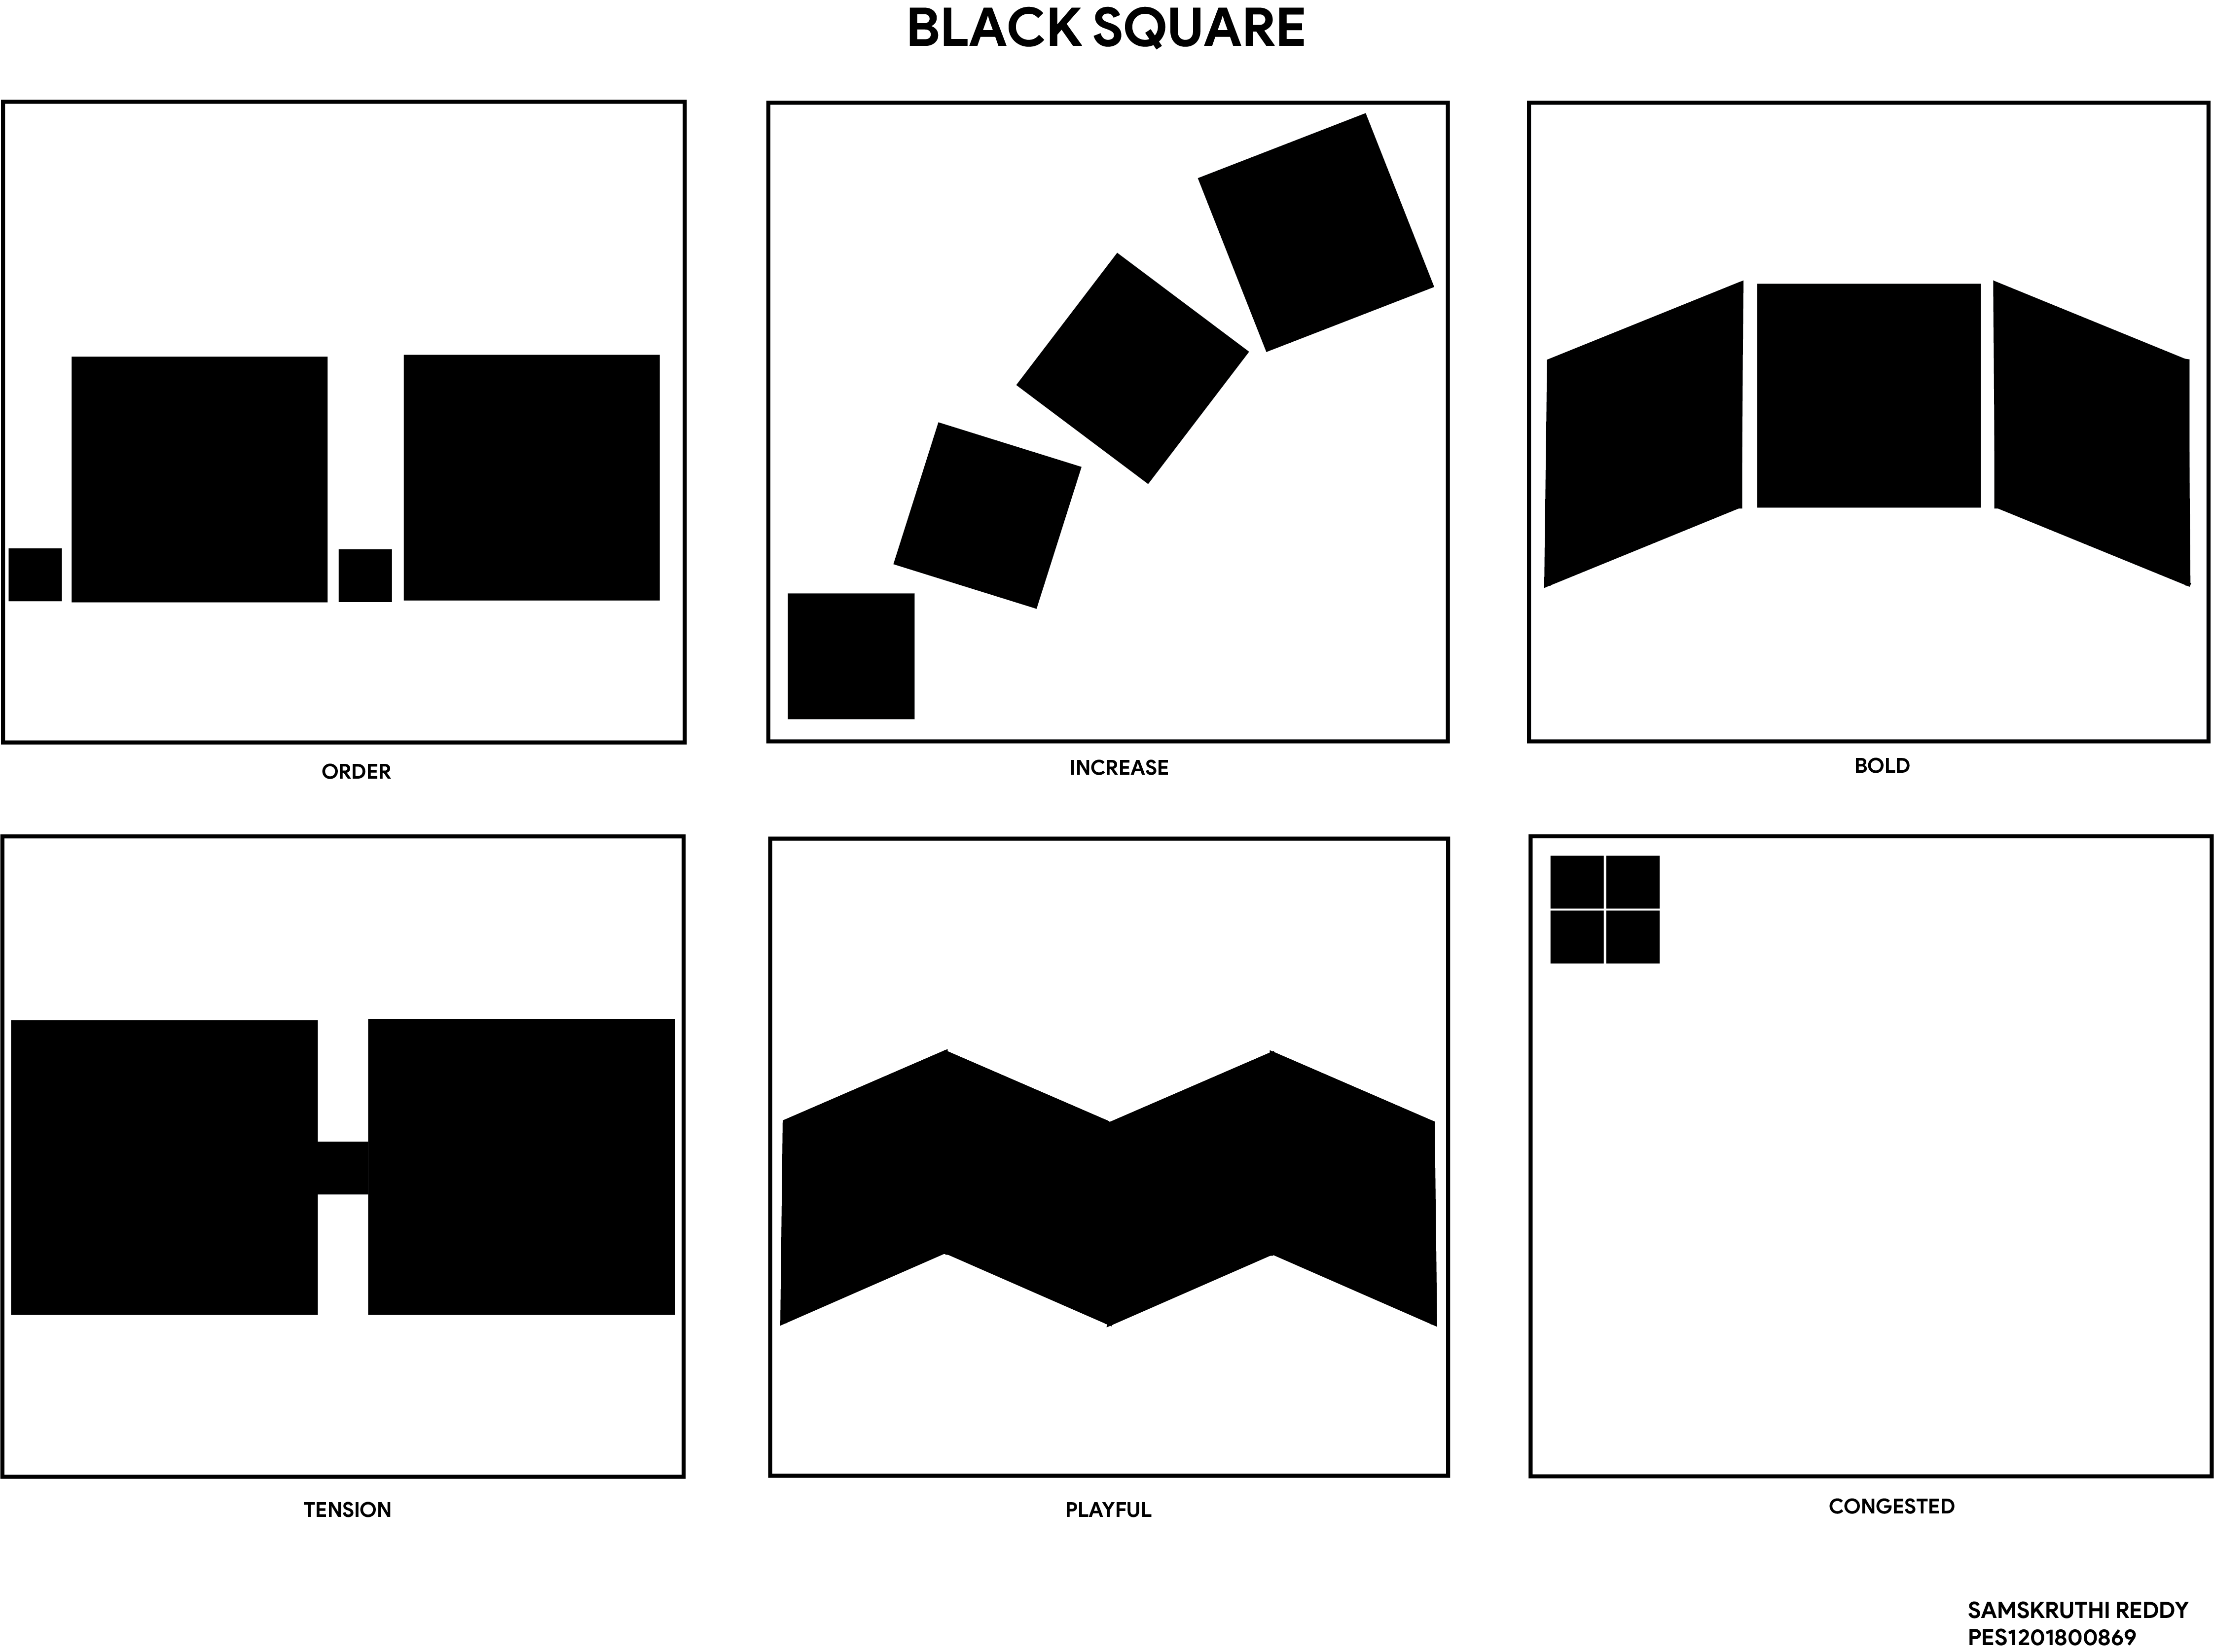 BLACK SQUARE
ORDER
INCREASE
BOLD
TENSION
PLAYFUL
CONGESTED
SAMSKRUTHI REDDY
PES1201800869